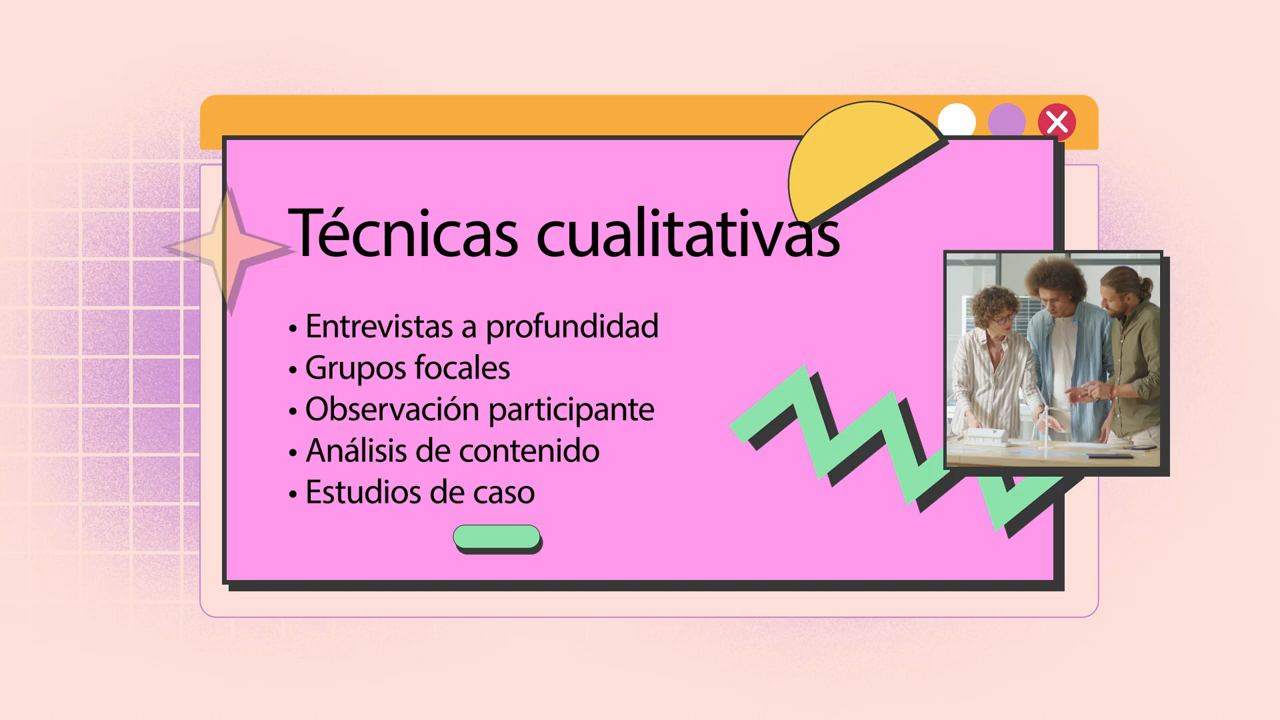 Técnicas cualitativas
• Entrevistas a profundidad
• Grupos focales
• Observación participante
• Análisis de contenido
• Estudios de caso